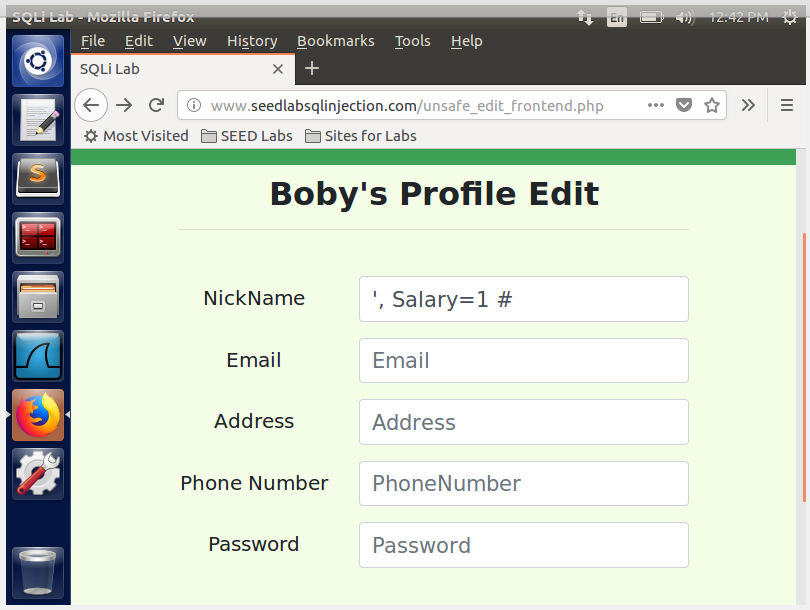 SQLi Lab - Mozilla Firefox En 12:42 PM
File Edit View History Bookmarks Tools Help
SQLi Lab
www.seedlabsqlinjection.com/unsafe_edit_frontend.php
Most Visited SEED Labs Sites for Labs
Boby's Profile Edit
NickName ', Salary=1 #
Email Email
Address Address
Phone Number PhoneNumber
Password Password